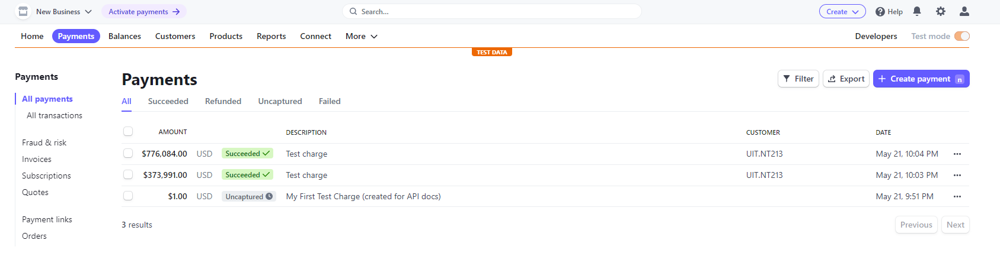 New Business
Activate payments →
Search...
Create
Help
Home
Payments
Balances
Customers
Products
Reports
Connect
More
Developers
Test mode
TEST DATA
Payments
All payments
All transactions
Fraud & risk
Invoices
Subscriptions
Quotes
Payment links
Orders
Payments
Filter
Export
+ Create payment n
All Succeeded Refunded Uncaptured Failed
AMOUNT DESCRIPTION CUSTOMER DATE
$776,084.00 USD Succeeded Test charge UIT.NT213 May 21, 10:04 PM
$373,991.00 USD Succeeded Test charge UIT.NT213 May 21, 10:03 PM
$1.00 USD Uncaptured My First Test Charge (created for API docs) May 21, 9:51 PM
3 results
Previous Next